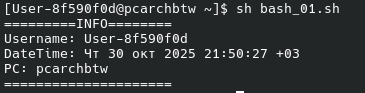 [User-8f590f0d@pcarchbtw ~]$ sh bash_01.sh
=========INFO========
Username: User-8f590f0d
DateTime: Чт 30 окт 2025 21:50:27 +03
PC: pcarchbtw
=====================